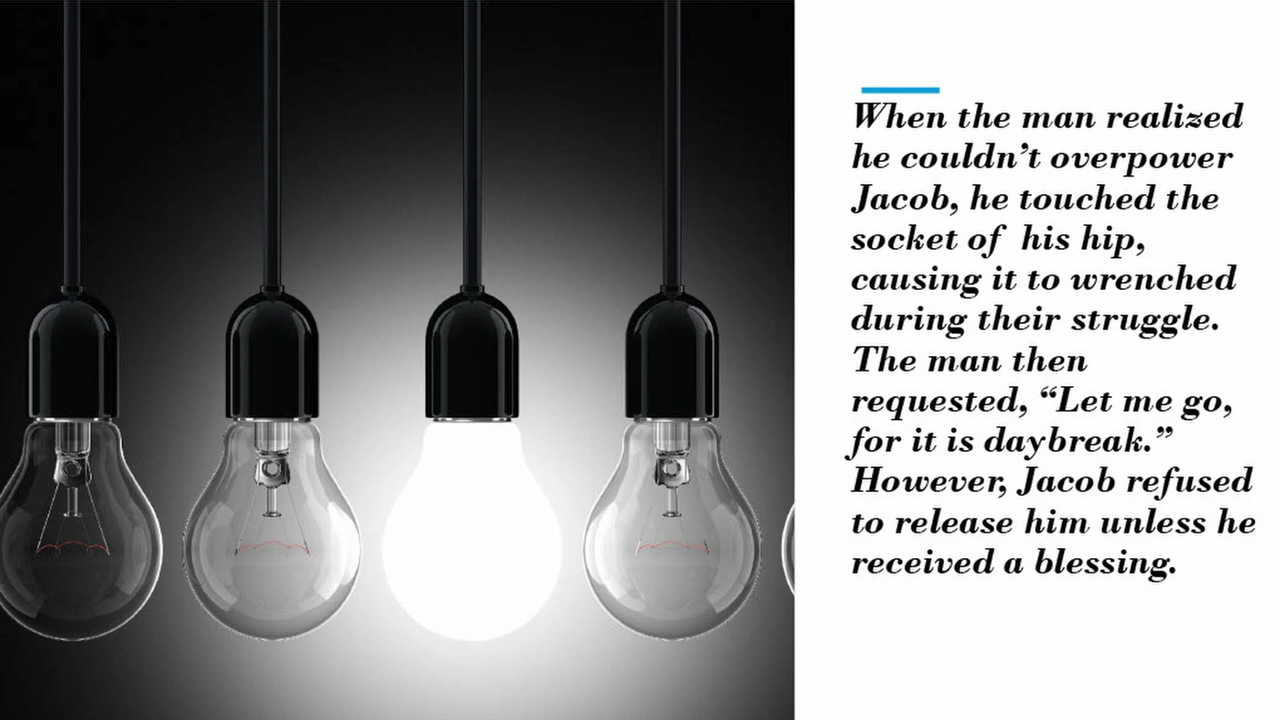 When the man realized
he couldn’t overpower
Jacob, he touched the
socket of his hip,
causing it to wrenched
during their struggle.
The man then
requested, “Let me go,
for it is daybreak.”
However, Jacob refused
to release him unless he
received a blessing.